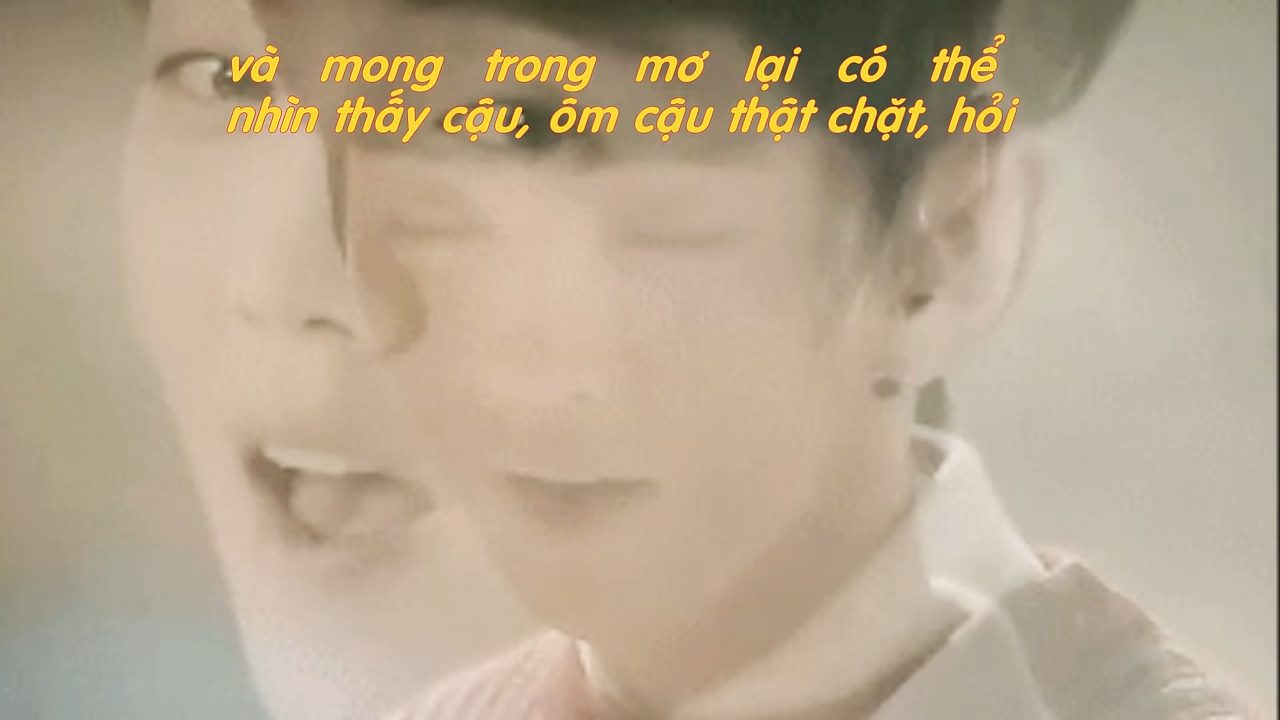 và mong trong mơ lại có thể
nhìn thấy cậu, ôm cậu thật chặt, hỏi